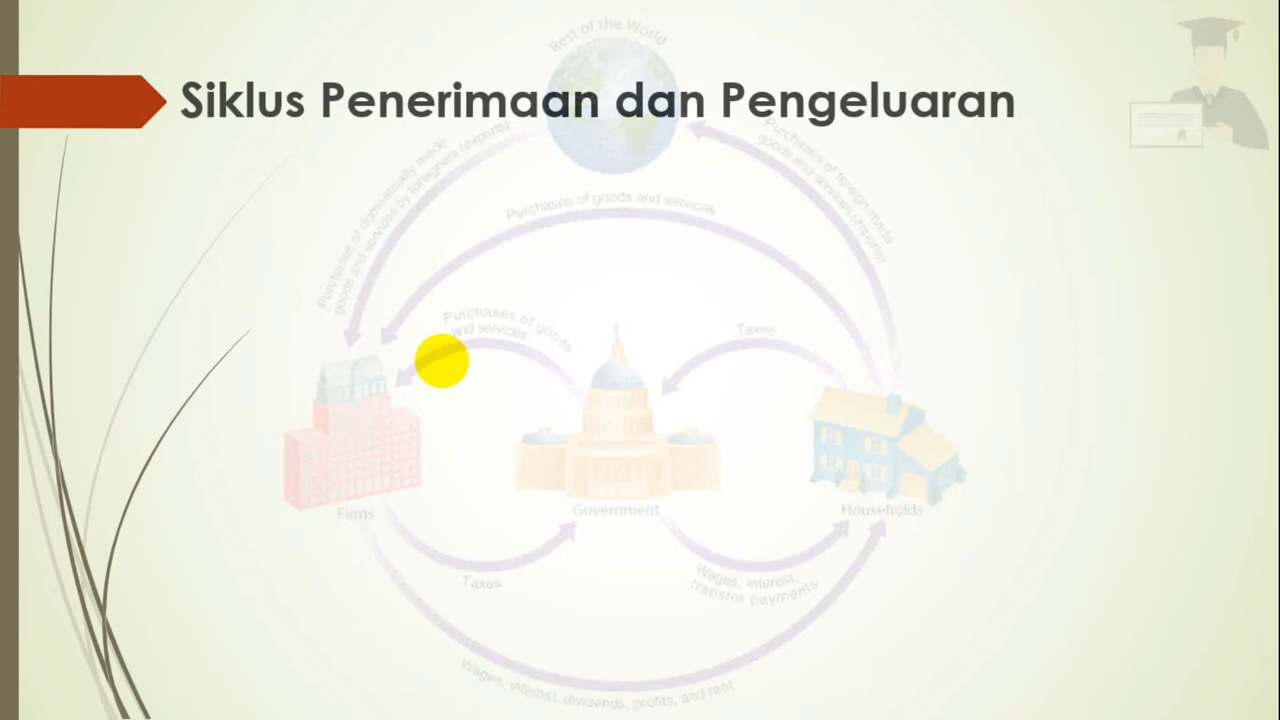 Siklus Penerimaan dan Pengeluaran
Rest of the World
Purchases of domestically made
goods and services by foreigners (exports)
Purchases of foreign-made
goods and services (imports)
Purchases of goods and services
Purchases of goods
and services
Taxes
Firms
Government
Households
Taxes
Wages, interest,
transfer payments
Wages, interest, dividends, profits, and rent